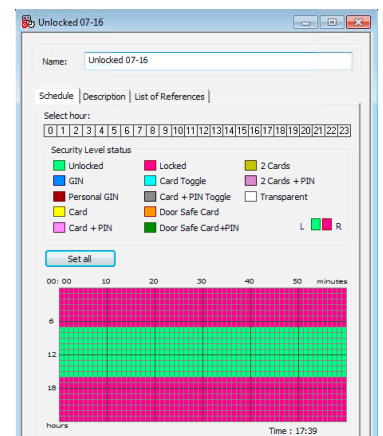 Unlocked 07-16
Name: Unlocked 07-16
Schedule Description List of References
Select hour:
0 1 2 3 4 5 6 7 8 9 10 11 12 13 14 15 16 17 18 19 20 21 22 23
Security Level status
Unlocked Locked 2 Cards
GIN Card Toggle 2 Cards + PIN
Personal GIN Card + PIN Toggle Transparent
Card Door Safe Card
Card + PIN Door Safe Card+PIN L R
Set all
00: 00 10 20 30 40 50 minutes
6
12
18
hours
Time : 17:39